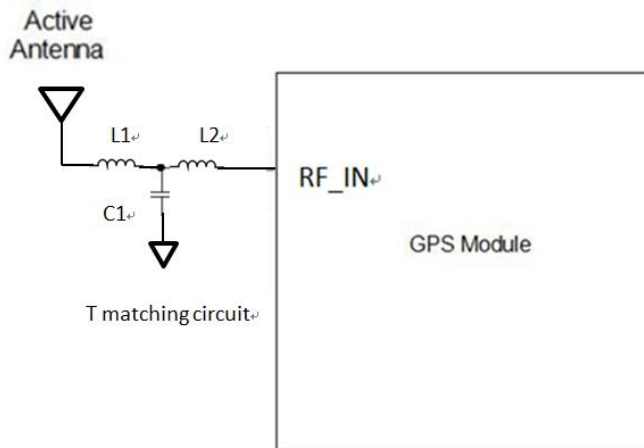 Active
Antenna
L1↵
L2↵
RF_IN↵
C1↵
GPS Module
T matching circuit↵